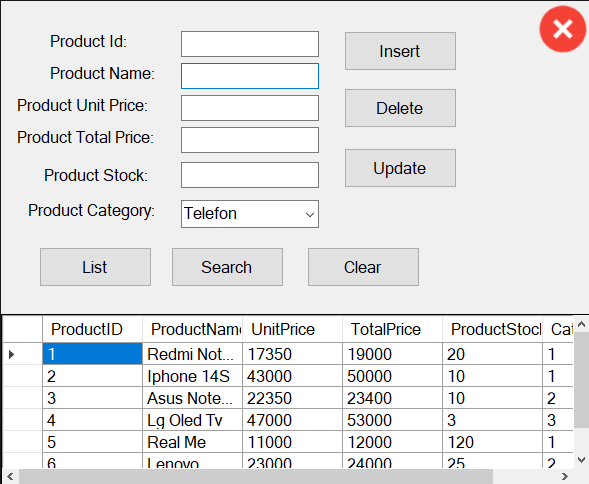 Product Id:
Insert
Product Name:
Product Unit Price:
Delete
Product Total Price:
Product Stock:
Update
Product Category:
Telefon
List
Search
Clear
ProductID ProductName UnitPrice TotalPrice ProductStock Cat
1 Redmi Not... 17350 19000 20 1
2 Iphone 14S 43000 50000 10 1
3 Asus Note... 22350 23400 10 2
4 Lg Oled Tv 47000 53000 3 3
5 Real Me 11000 12000 120 1
6 Lenovo 23000 24000 25 2